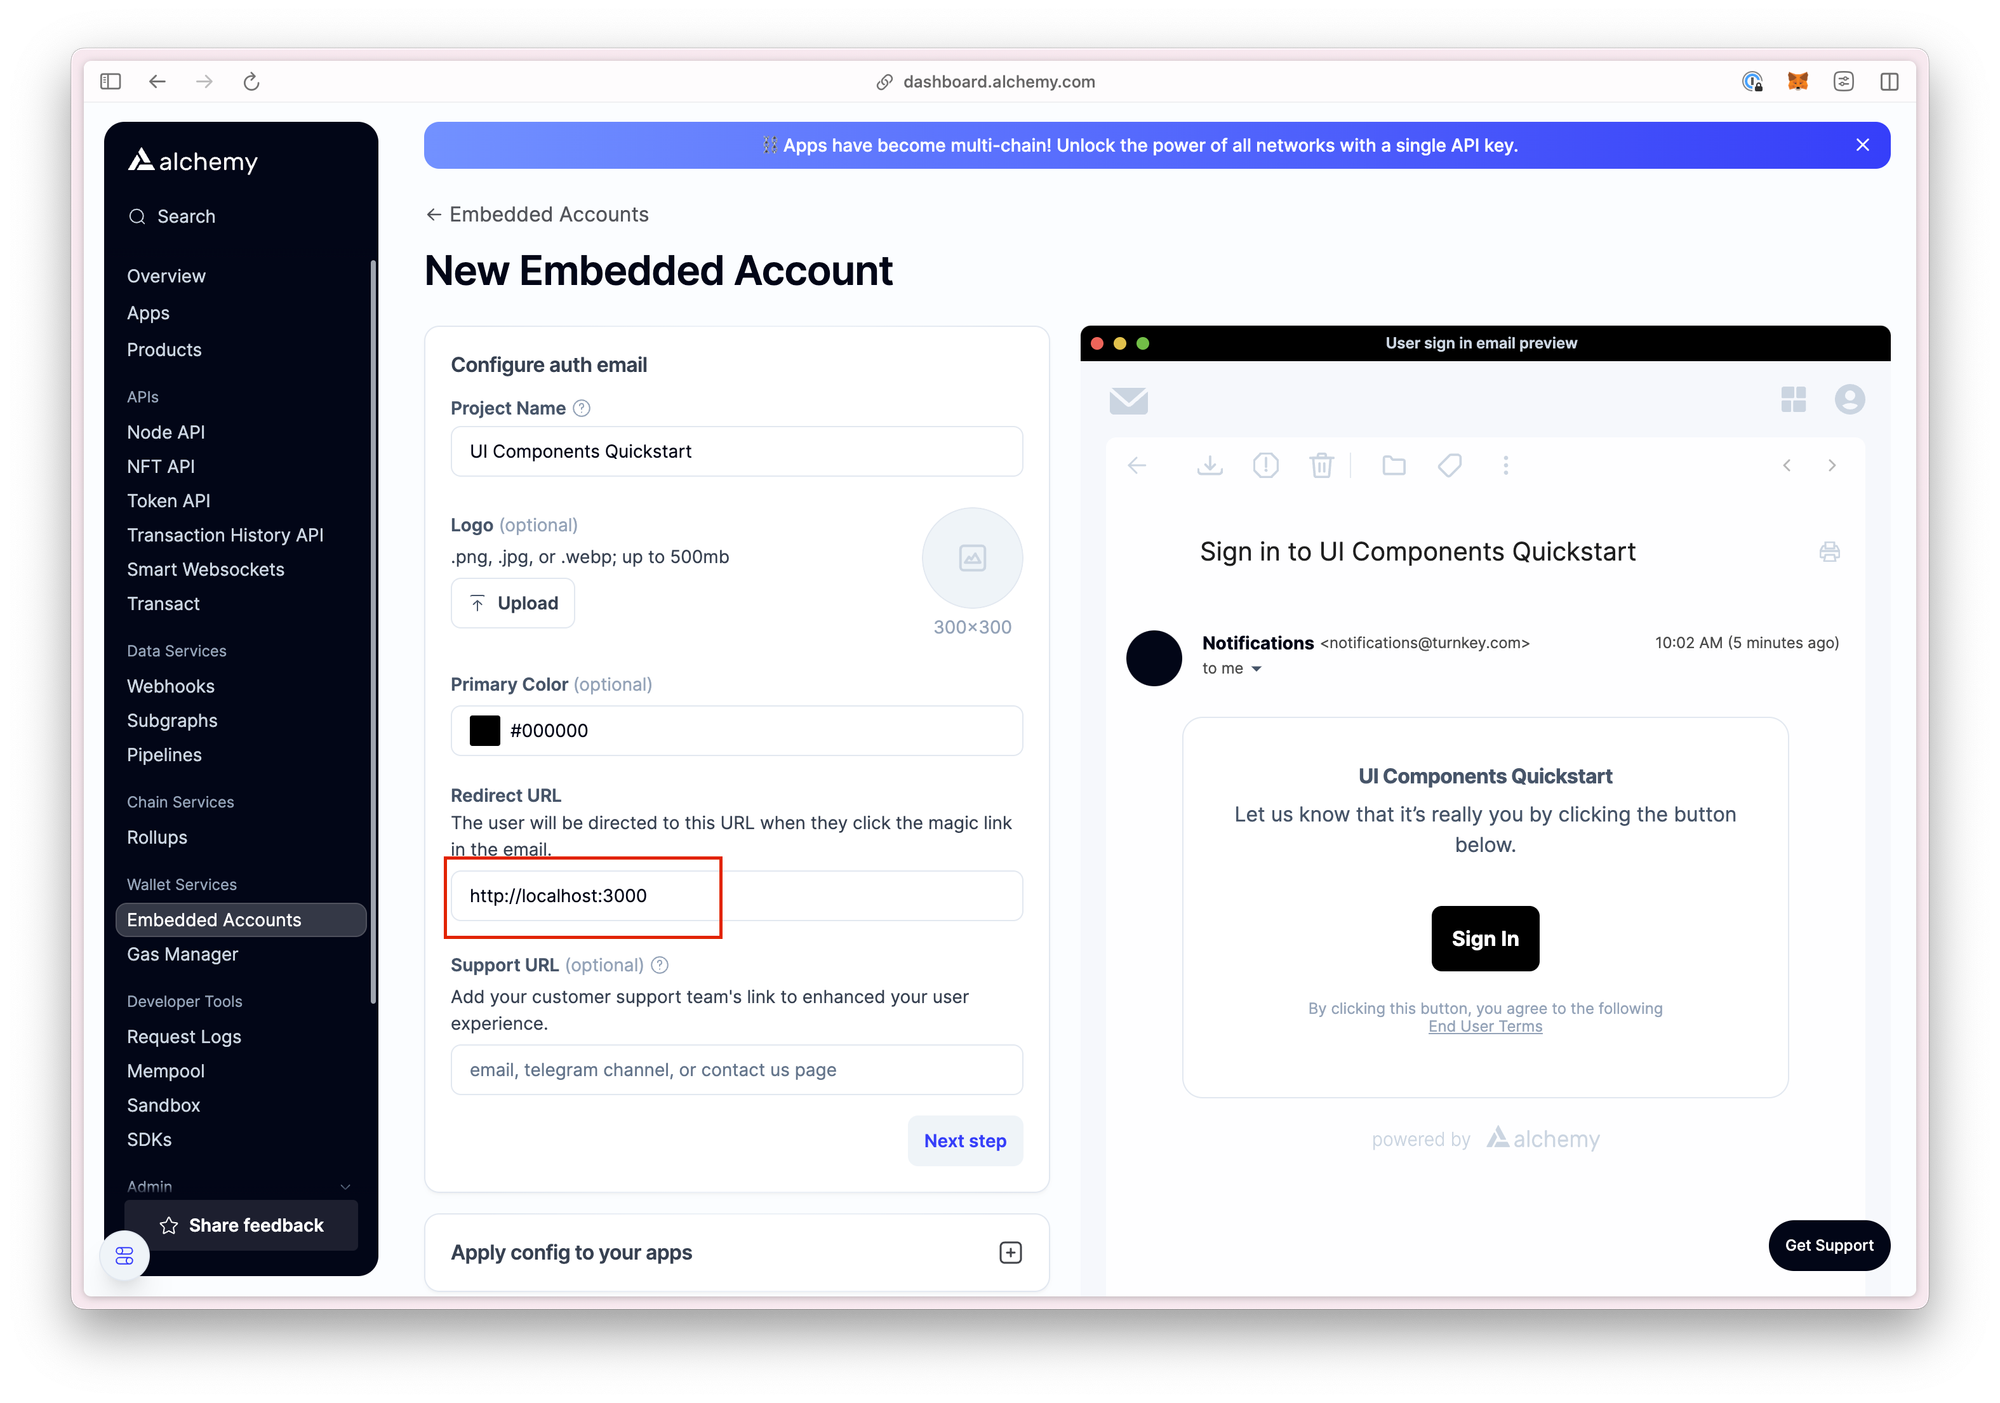 dashboard.alchemy.com
alchemy
Search
Overview
Apps
Products
APIs
Node API
NFT API
Token API
Transaction History API
Smart Websockets
Transact
Data Services
Webhooks
Subgraphs
Pipelines
Chain Services
Rollups
Wallet Services
Embedded Accounts
Gas Manager
Developer Tools
Request Logs
Mempool
Sandbox
SDKs
Admin
Share feedback
Apps have become multi-chain! Unlock the power of all networks with a single API key.
← Embedded Accounts
New Embedded Account
Configure auth email
Project Name
UI Components Quickstart
Logo (optional)
.png, .jpg, or .webp; up to 500mb
Upload
300×300
Primary Color (optional)
#000000
Redirect URL
The user will be directed to this URL when they click the magic link
in the email.
http://localhost:3000
Support URL (optional)
Add your customer support team's link to enhanced your user
experience.
email, telegram channel, or contact us page
Next step
Apply config to your apps
User sign in email preview
Sign in to UI Components Quickstart
Notifications <notifications@turnkey.com>
10:02 AM (5 minutes ago)
to me
UI Components Quickstart
Let us know that it’s really you by clicking the button
below.
Sign In
By clicking this button, you agree to the following
End User Terms
powered by alchemy
Get Support